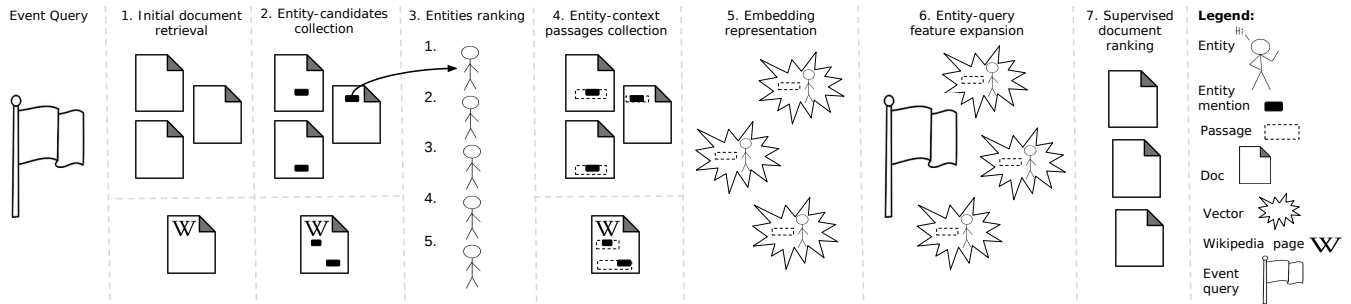 Event Query
1. Initial document
retrieval
2. Entity-candidates
collection
3. Entities ranking
1.
2.
3.
4.
5.
4. Entity-context
passages collection
5. Embedding
representation
6. Entity-query
feature expansion
7. Supervised
document
ranking
W
W
W
Legend:
Hi
Entity
Entity
mention
Passage
Doc
Vector
Wikipedia page W
Event
query